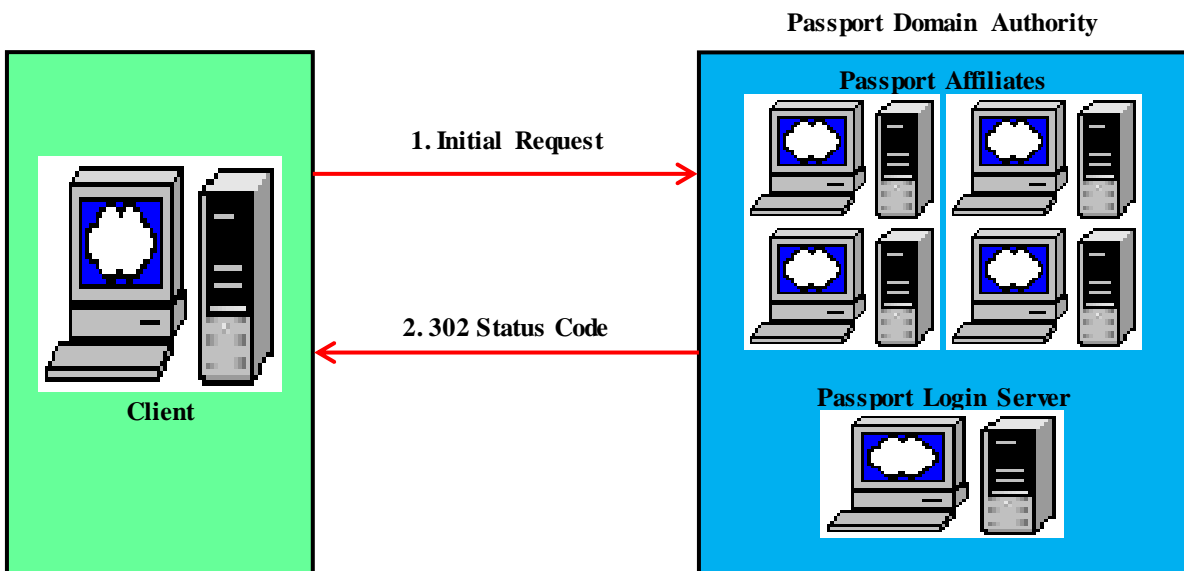 Passport Domain Authority
Passport Affiliates
1. Initial Request
2. 302 Status Code
Client
Passport Login Server